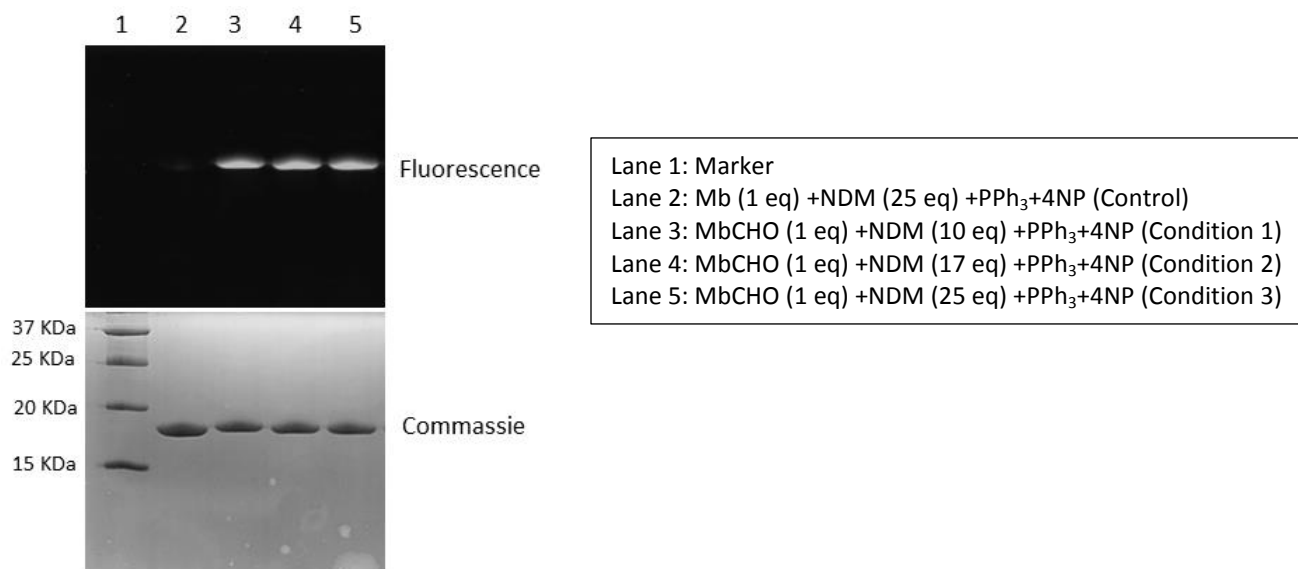 1 2 3 4 5
Fluorescence
37 KDa
25 KDa
20 KDa
15 KDa
Commassie
Lane 1: Marker
Lane 2: Mb (1 eq) +NDM (25 eq) +PPh₃+4NP (Control)
Lane 3: MbCHO (1 eq) +NDM (10 eq) +PPh₃+4NP (Condition 1)
Lane 4: MbCHO (1 eq) +NDM (17 eq) +PPh₃+4NP (Condition 2)
Lane 5: MbCHO (1 eq) +NDM (25 eq) +PPh₃+4NP (Condition 3)